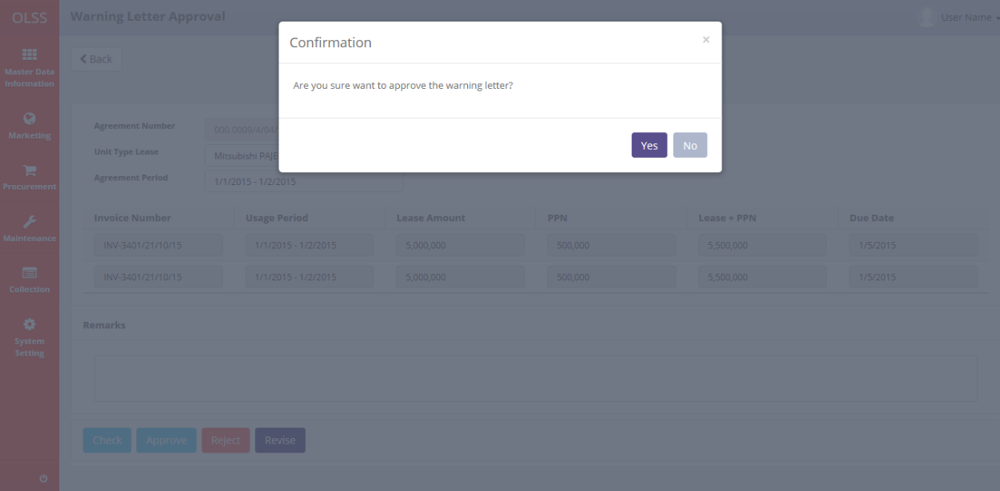 OLSS
Warning Letter Approval
User Name
Confirmation
×
Back
Are you sure want to approve the warning letter?
Yes No
Master Data
Information
Marketing
Procurement
Maintenance
Collection
System
Setting
Agreement Number 000.0009/4/04/
Unit Type Lease Mitsubishi PAJE
Agreement Period 1/1/2015 - 1/2/2015
Invoice Number Usage Period Lease Amount PPN Lease + PPN Due Date
INV-3401/21/10/15 1/1/2015 - 1/2/2015 5,000,000 500,000 5,500,000 1/5/2015
INV-3401/21/10/15 1/1/2015 - 1/2/2015 5,000,000 500,000 5,500,000 1/5/2015
Remarks
Check Approve Reject Revise